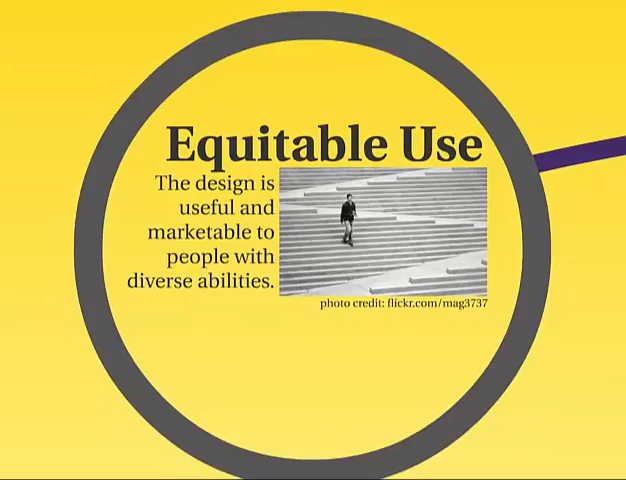 Equitable Use
The design is
useful and
marketable to
people with
diverse abilities.
photo credit: flickr.com/mag3737